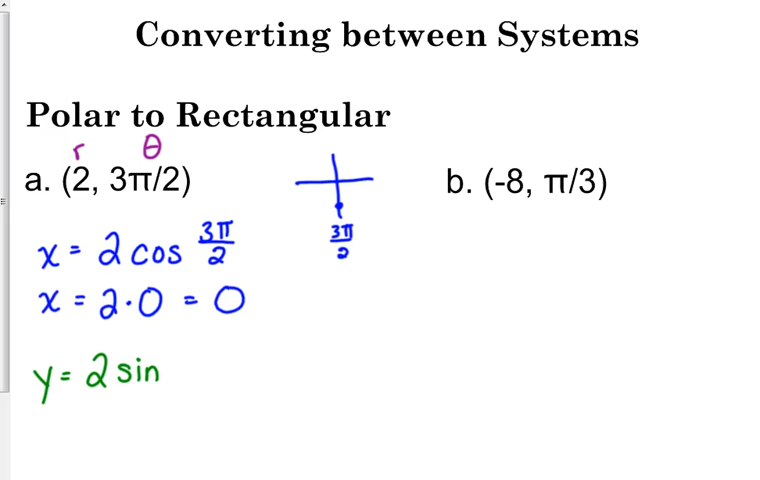 Converting between Systems
Polar to Rectangular
r θ
a. (2, 3π/2)
x = 2 cos 3π/2
x = 2·0 = 0
y = 2 sin
3π/2
b. (-8, π/3)